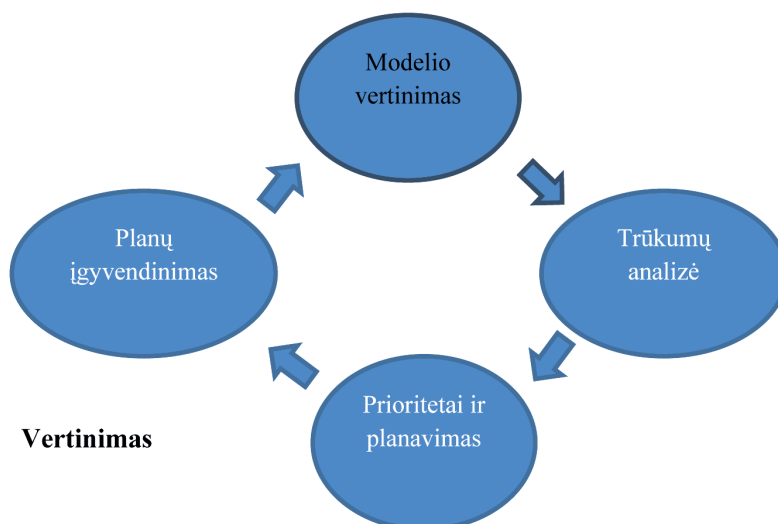 Modelio
vertinimas
Trūkumų
analizė
Prioritetai ir
planavimas
Planų
įgyvendinimas
Vertinimas